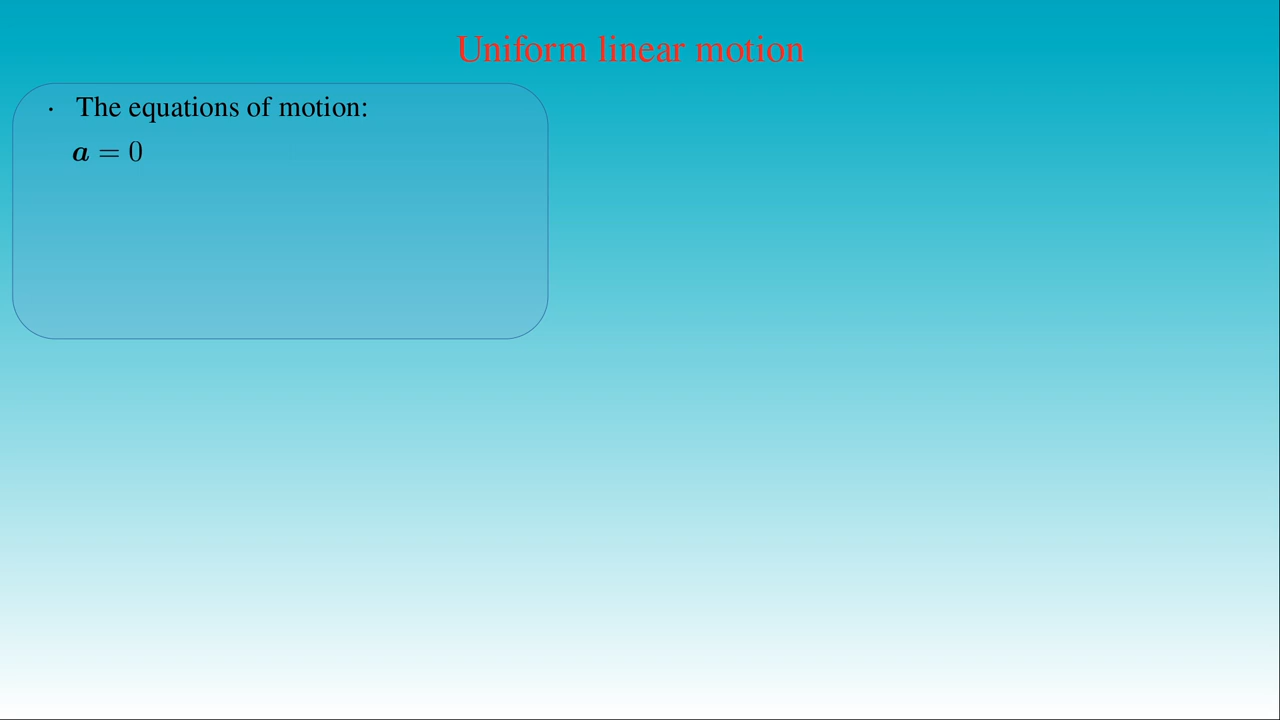 Uniform linear motion
· The equations of motion:
a = 0